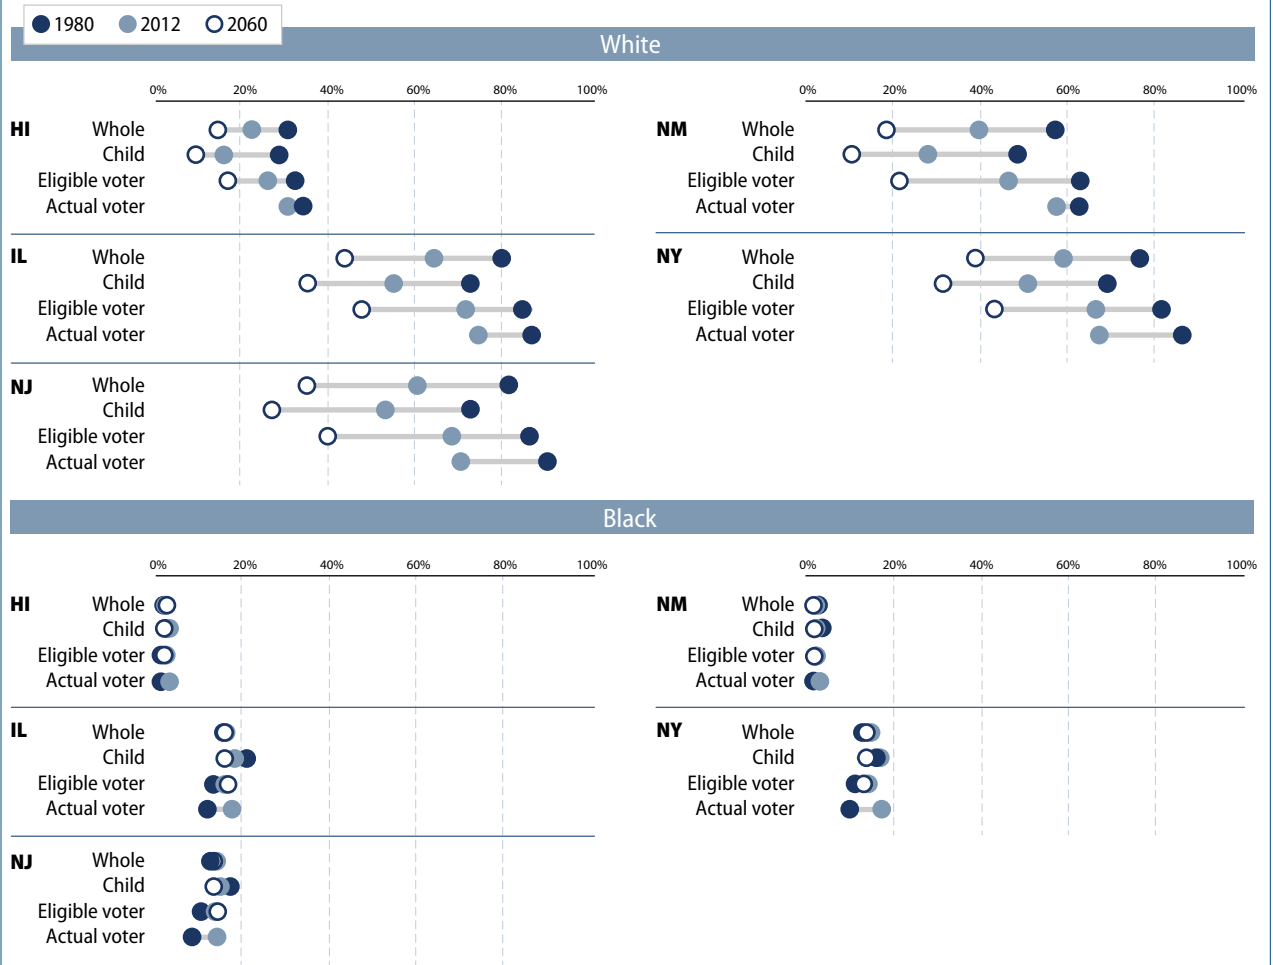 1980 2012 2060
White
0% 20% 40% 60% 80% 100%
HI Whole
Child
Eligible voter
Actual voter
IL Whole
Child
Eligible voter
Actual voter
NJ Whole
Child
Eligible voter
Actual voter
0% 20% 40% 60% 80% 100%
NM Whole
Child
Eligible voter
Actual voter
NY Whole
Child
Eligible voter
Actual voter
Black
0% 20% 40% 60% 80% 100%
HI Whole
Child
Eligible voter
Actual voter
IL Whole
Child
Eligible voter
Actual voter
NJ Whole
Child
Eligible voter
Actual voter
0% 20% 40% 60% 80% 100%
NM Whole
Child
Eligible voter
Actual voter
NY Whole
Child
Eligible voter
Actual voter